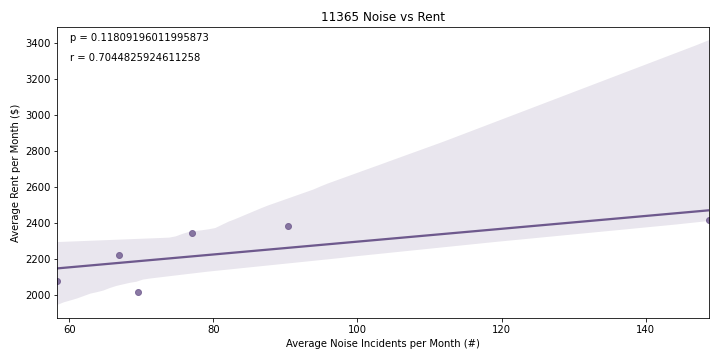 11365 Noise vs Rent
p = 0.11809196011995873
r = 0.7044825924611258
3400
3200
3000
2800
2600
2400
2200
2000
Average Rent per Month ($)
60 80 100 120 140
Average Noise Incidents per Month (#)